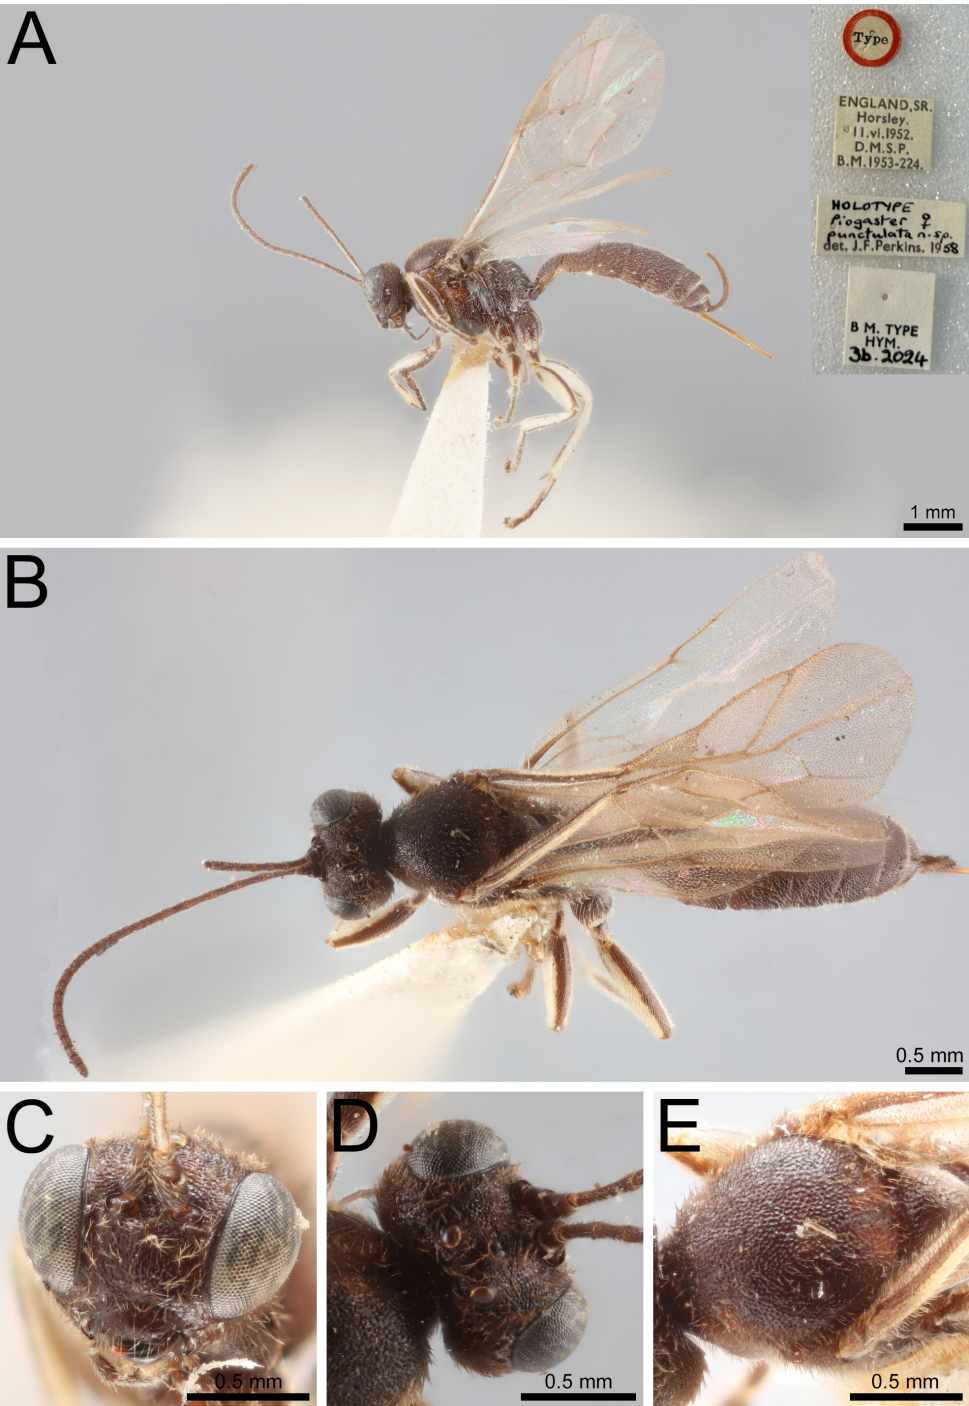 A
Type
ENGLAND, SR.
Horsley.
11.vi.1952.
D.M.S.P.
B.M.1953-224.
HOLOTYPE
Piogaster ♀
punctulata n.sp.
det. J.F.Perkins. 1958
B M. TYPE
HYM.
3b.2024
1 mm
B
0.5 mm
C
0.5 mm
D
0.5 mm
E
0.5 mm